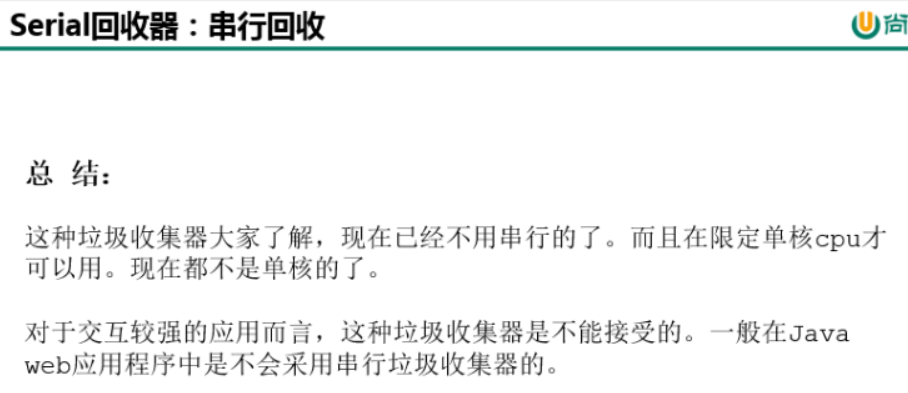 Serial回收器：串行回收
尚
总 结：
这种垃圾收集器大家了解，现在已经不用串行的了。而且在限定单核cpu才
可以用。现在都不是单核的了。
对于交互较强的应用而言，这种垃圾收集器是不能接受的。一般在Java
web应用程序中是不会采用串行垃圾收集器的。